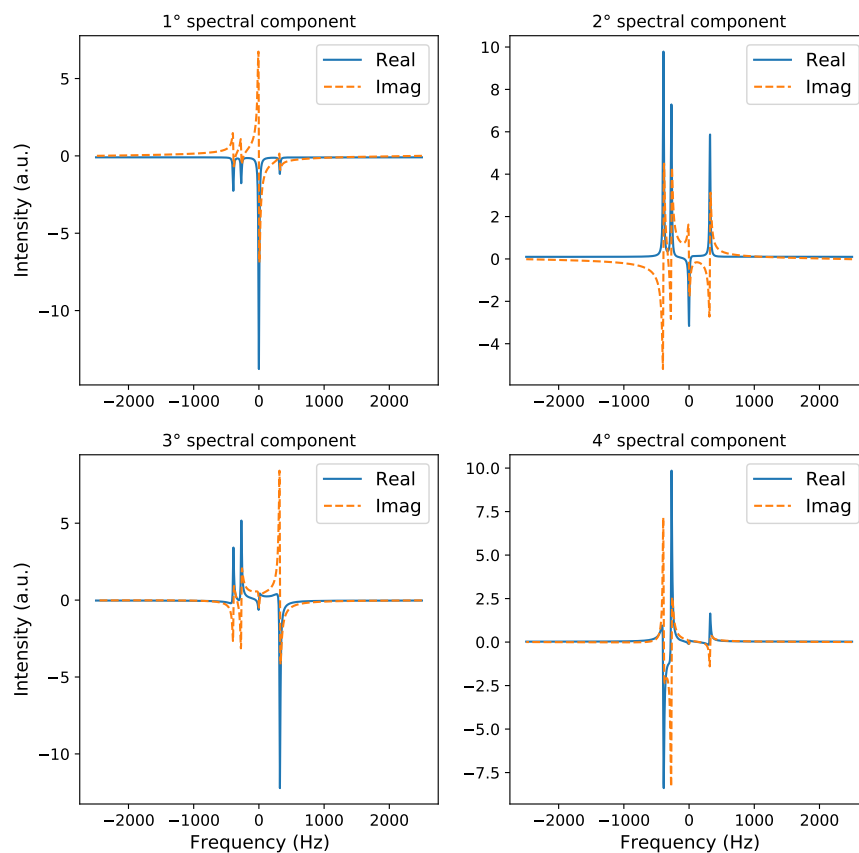 1° spectral component
2° spectral component
Real
Imag
Real
Imag
Intensity (a.u.)
5
0
−5
−10
10
8
6
4
2
0
−2
−4
−2000 −1000 0 1000 2000
−2000 −1000 0 1000 2000
3° spectral component
4° spectral component
Real
Imag
Real
Imag
Intensity (a.u.)
5
0
−5
−10
10.0
7.5
5.0
2.5
0.0
−2.5
−5.0
−7.5
−2000 −1000 0 1000 2000
−2000 −1000 0 1000 2000
Frequency (Hz)
Frequency (Hz)